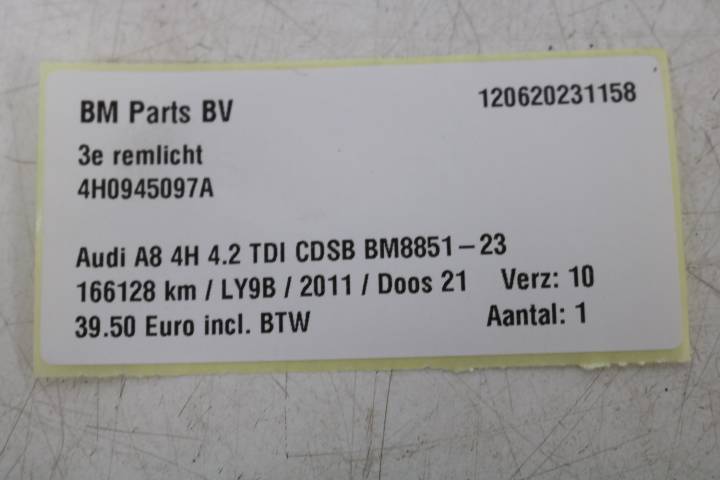 BM Parts BV 120620231158
3e remlicht
4H0945097A
Audi A8 4H 4.2 TDI CDSB BM8851-23
166128 km / LY9B / 2011 / Doos 21 Verz: 10
39.50 Euro incl. BTW Aantal: 1